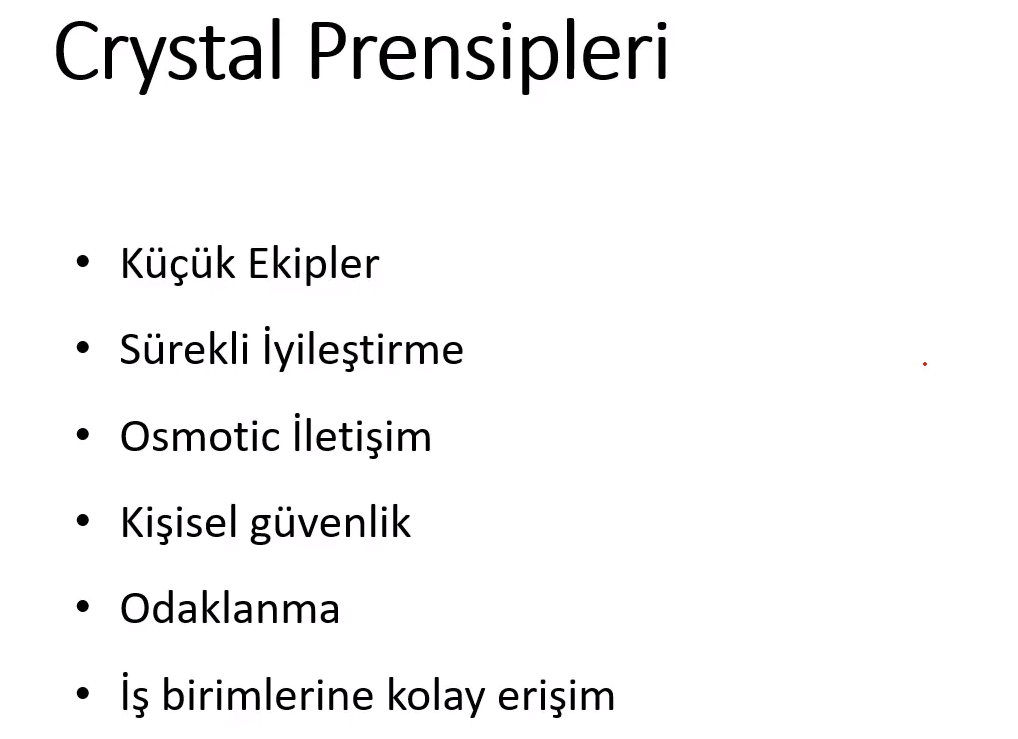 Crystal Prensipleri
• Küçük Ekipler
• Sürekli İyileştirme
• Osmotic İletişim
• Kişisel güvenlik
• Odaklanma
• İş birimlerine kolay erişim